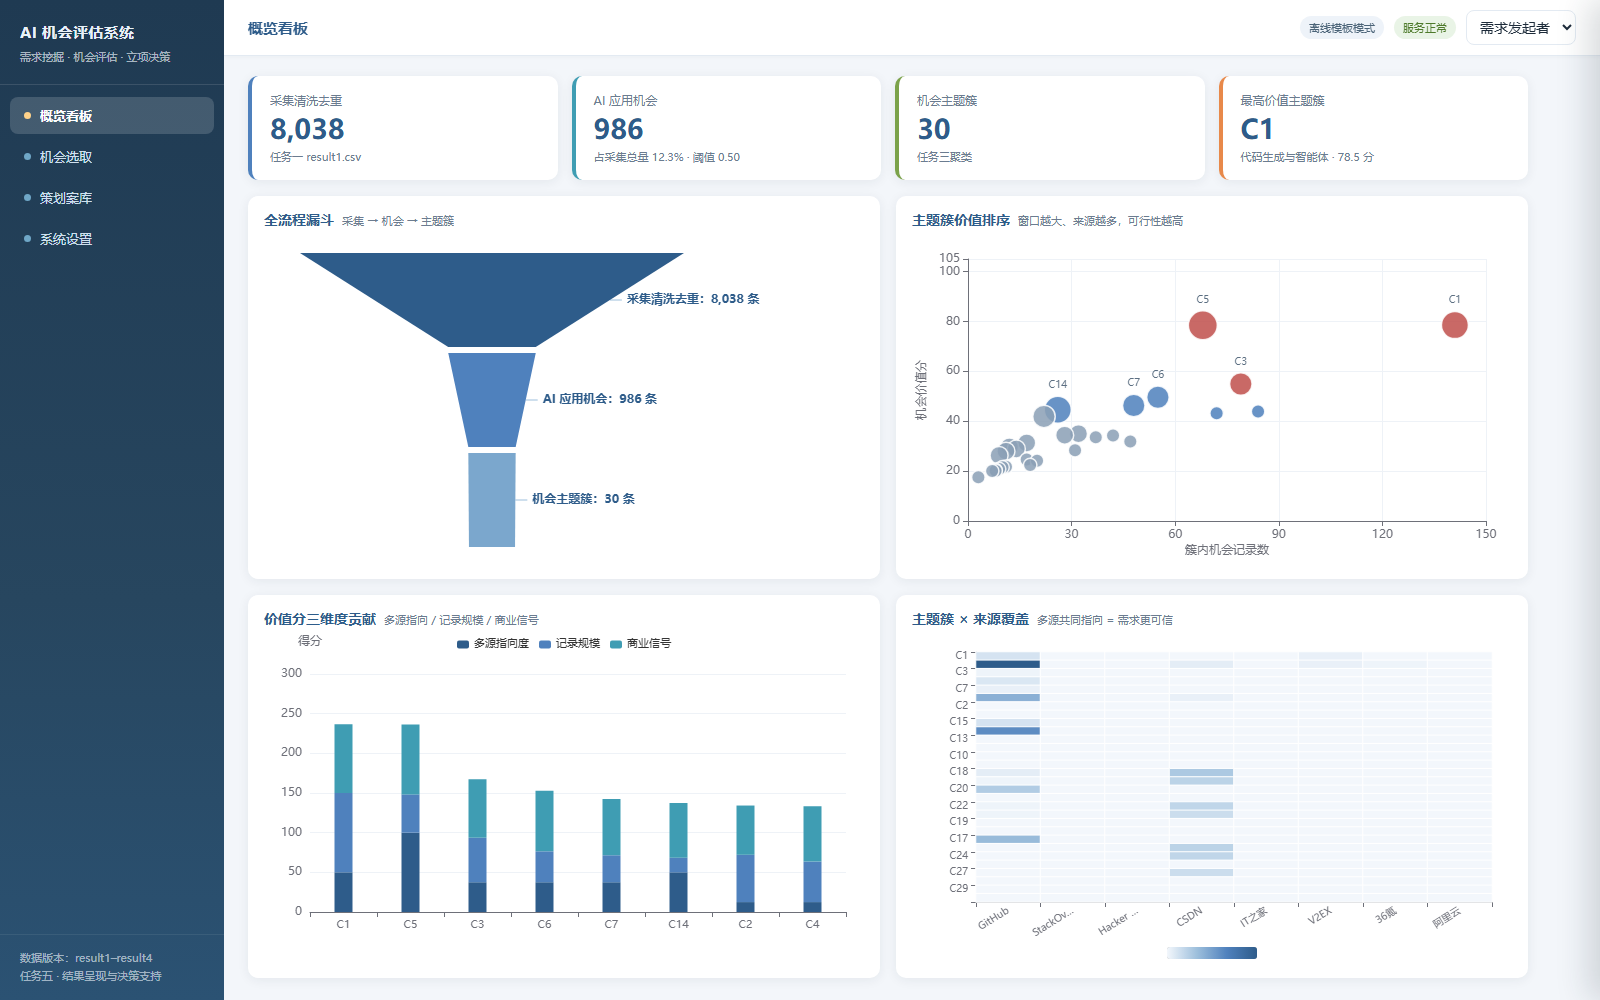 AI 机会评估系统
需求挖掘 · 机会评估 · 立项决策
概览看板
机会选取
策划案库
系统设置
数据版本：result1–result4
任务五 · 结果呈现与决策支持
概览看板
离线模板模式
服务正常
需求发起者
采集清洗去重
8,038
任务一 result1.csv
AI 应用机会
986
占采集总量 12.3% · 阈值 0.50
机会主题簇
30
任务三聚类
最高价值主题簇
C1
代码生成与智能体 · 78.5 分
全流程漏斗 采集 → 机会 → 主题簇
采集清洗去重：8,038 条
AI 应用机会：986 条
机会主题簇：30 条
主题簇价值排序 窗口越大、来源越多，可行性越高
机会价值分
105
100
80
60
40
20
0
C5
C1
C3
C6
C7
C14
0
30
60
90
120
150
簇内机会记录数
价值分三维度贡献 多源指向 / 记录规模 / 商业信号
得分
多源指向度
记录规模
商业信号
300
250
200
150
100
50
0
C1
C5
C3
C6
C7
C14
C2
C4
主题簇 × 来源覆盖 多源共同指向 = 需求更可信
C1
C3
C7
C2
C15
C13
C10
C18
C20
C22
C19
C17
C24
C27
C29
GitHub
StackOv...
Hacker ...
CSDN
IT之家
V2EX
36氪
阿里云